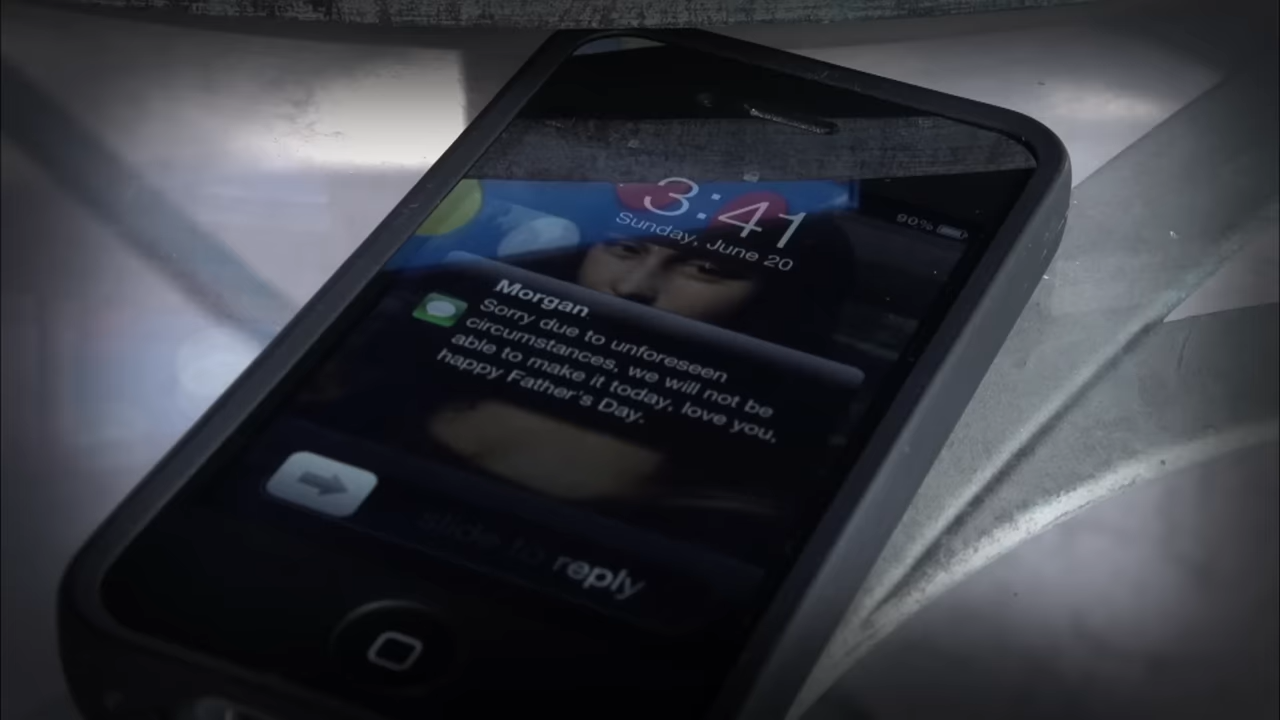 3:41
Sunday, June 20
90%
Morgan
Sorry due to unforeseen
circumstances, we will not be
able to make it today, love you,
happy Father's Day.
slide to reply